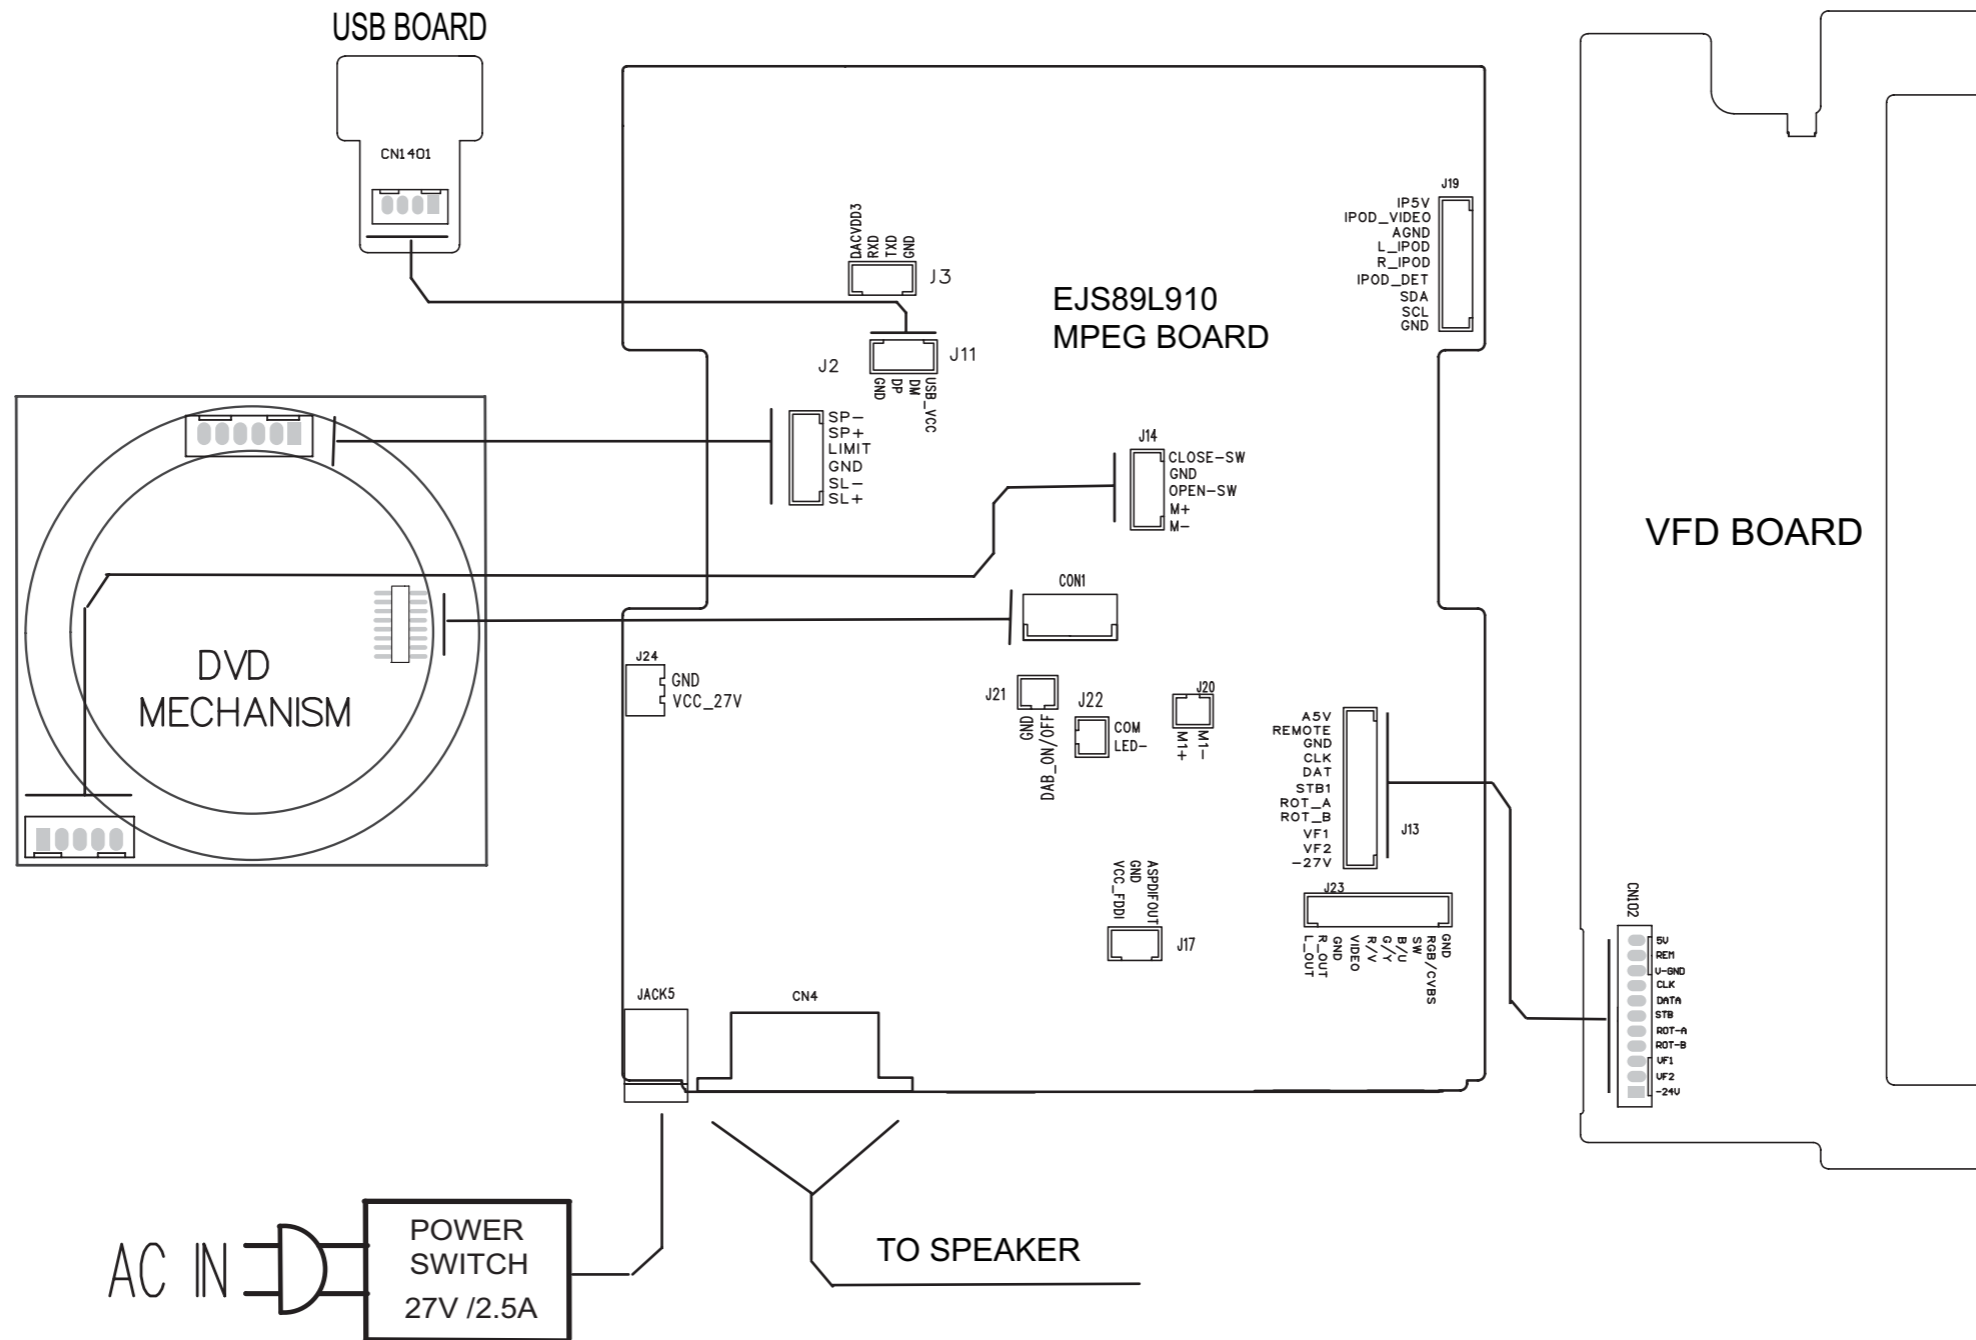 USB BOARD
CN1401
DACVDD3
RXD
TXD
GND
J3
EJS89L910
MPEG BOARD
J19
IP5V
IPOD_VIDEO
AGND
L_IPOD
R_IPOD
IPOD_DET
SDA
SCL
GND
J2
J11
GND
DP
DM
USB_VCC
SP-
SP+
LIMIT
GND
SL-
SL+
J14
CLOSE-SW
GND
OPEN-SW
M+
M-
VFD BOARD
CON1
DVD
MECHANISM
J24
GND
VCC_27V
J21
GND
DAB_ON/OFF
J22
COM
LED-
J20
M1+
M1-
A5V
REMOTE
GND
CLK
DAT
STB1
ROT_A
ROT_B
VF1
VF2
-27V
J13
VCC_FDDI
GND
ASPDIFOUT
J17
J23
L_OUT
R_OUT
GND
VIDEO
R/V
G/Y
B/U
SW
RGB/CVBS
GND
CN102
5V
REM
V-GND
CLK
DATA
STB
ROT-A
ROT-B
VF1
VF2
-24V
JACK5
CN4
AC IN
POWER
SWITCH
27V /2.5A
TO SPEAKER